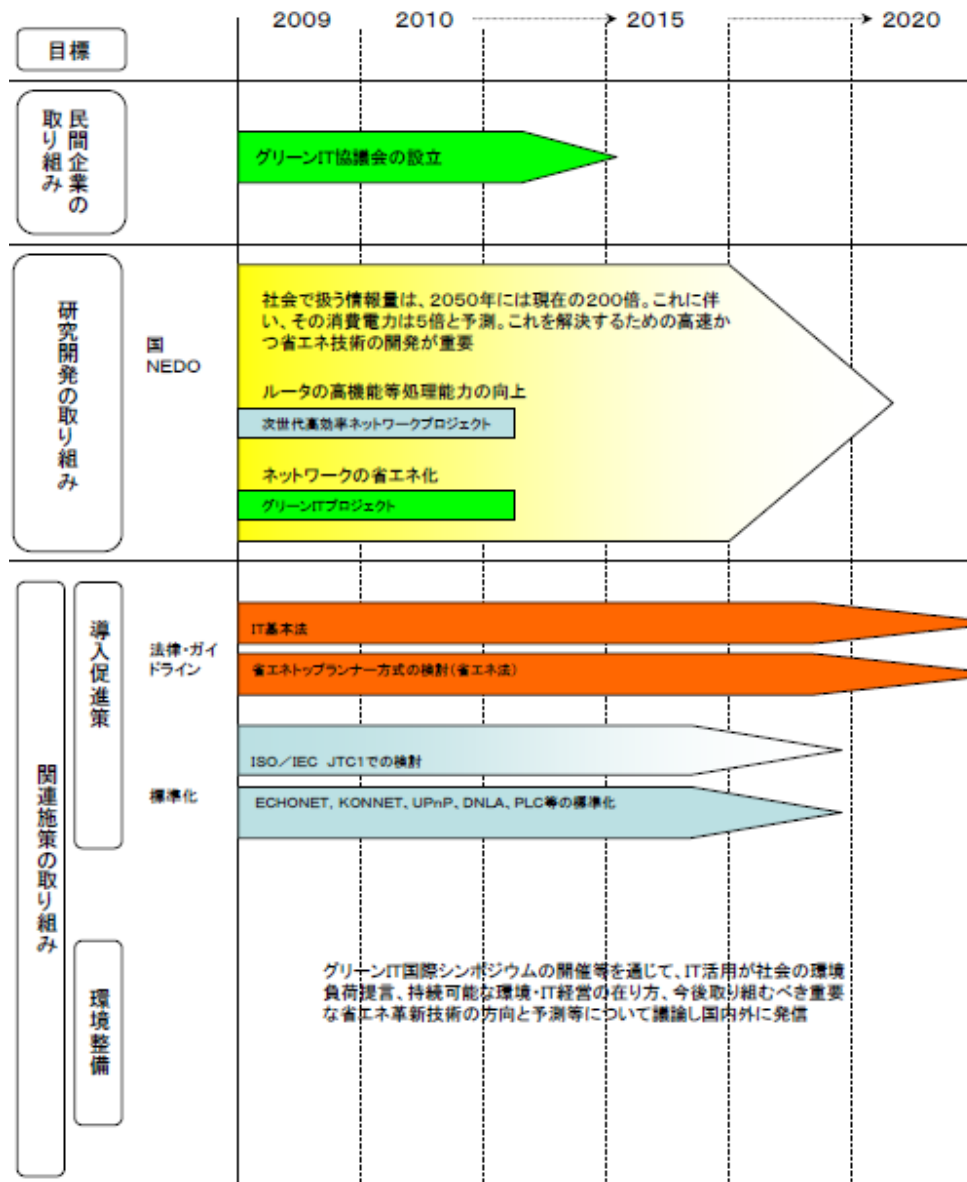 2009
2010
2015
2020
目標
民間企業の
取り組み
グリーンIT協議会の設立
研究開発の取り組み
国
NEDO
社会で扱う情報量は、2050年には現在の200倍。これに伴
い、その消費電力は5倍と予測。これを解決するための高速か
つ省エネ技術の開発が重要
ルータの高機能等処理能力の向上
次世代高効率ネットワークプロジェクト
ネットワークの省エネ化
グリーンITプロジェクト
関連施策の取り組み
導入促進策
法律・ガイ
ドライン
IT基本法
省エネトップランナー方式の検討(省エネ法)
標準化
ISO/IEC JTC1での検討
ECHONET、KONNET、UPnP、DNLA、PLC等の標準化
環境整備
グリーンIT国際シンポジウムの開催等を通じて、IT活用が社会の環境
負荷提言、持続可能な環境・IT経営の在り方、今後取り組むべき重要
な省エネ革新技術の方向と予測等について議論し国内外に発信